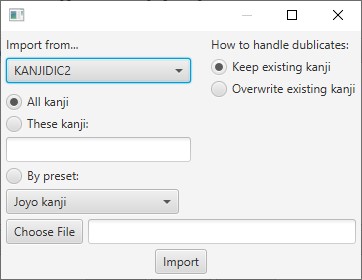 Import from...
KANJIDIC2
All kanji
These kanji:
By preset:
Joyo kanji
Choose File
How to handle dublicates:
Keep existing kanji
Overwrite existing kanji
Import